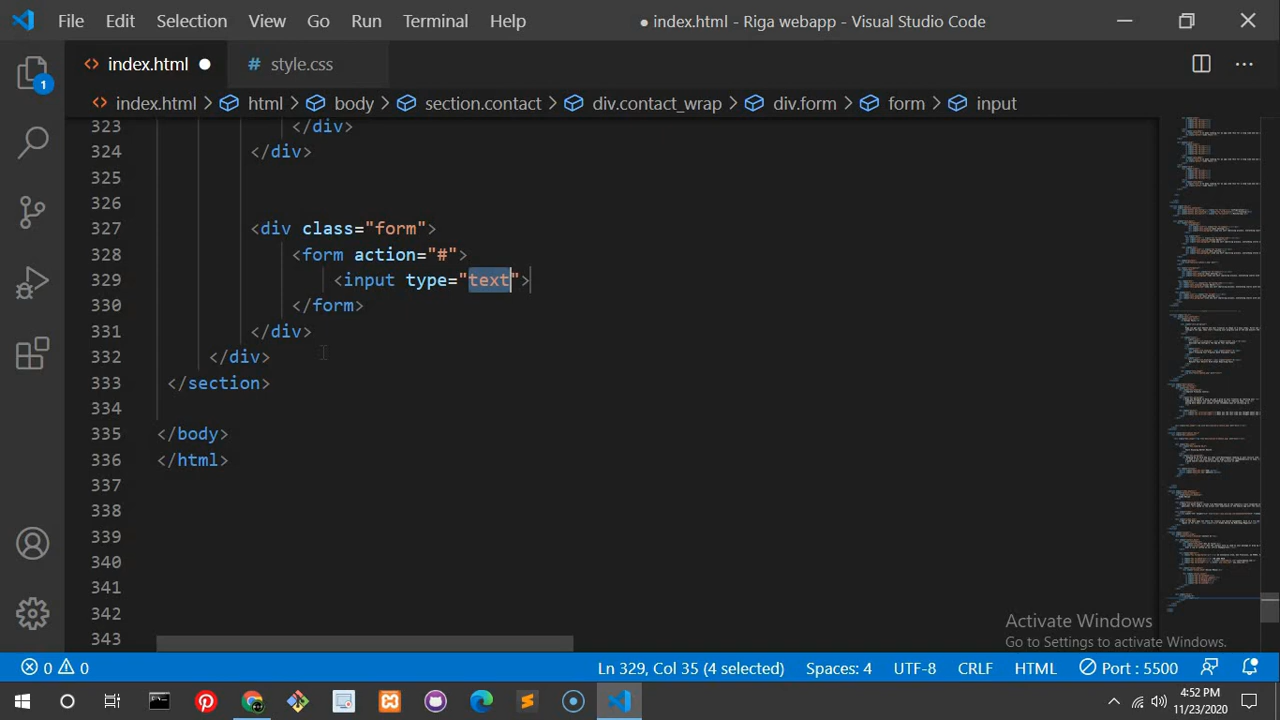 File Edit Selection View Go Run Terminal Help ● index.html - Riga webapp - Visual Studio Code
<> index.html ● style.css
1
<> index.html > html > body > section.contact > div.contact_wrap > div.form > form > input
323 </div>
324 </div>
325
326
327 <div class="form">
328 <form action="#">
329 <input type="text">
330 </form>
331 </div>
332 </div>
333 </section>
334
335 </body>
336 </html>
337
338
339
340
341
342
343
Activate Windows
Go to Settings to activate Windows.
0 0 Ln 329, Col 35 (4 selected) Spaces: 4 UTF-8 CRLF HTML Port : 5500
4:52 PM
11/23/2020